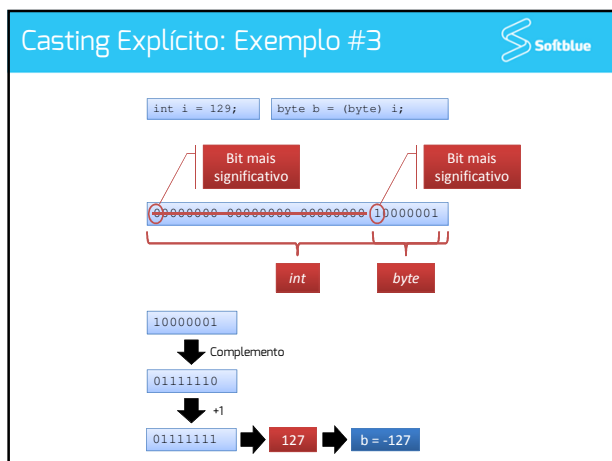 Casting Explícito: Exemplo #3
Softblue
int i = 129;
byte b = (byte) i;
Bit mais
significativo
Bit mais
significativo
00000000 00000000 00000000 10000001
int
byte
10000001
Complemento
01111110
+1
01111111
127
b = -127